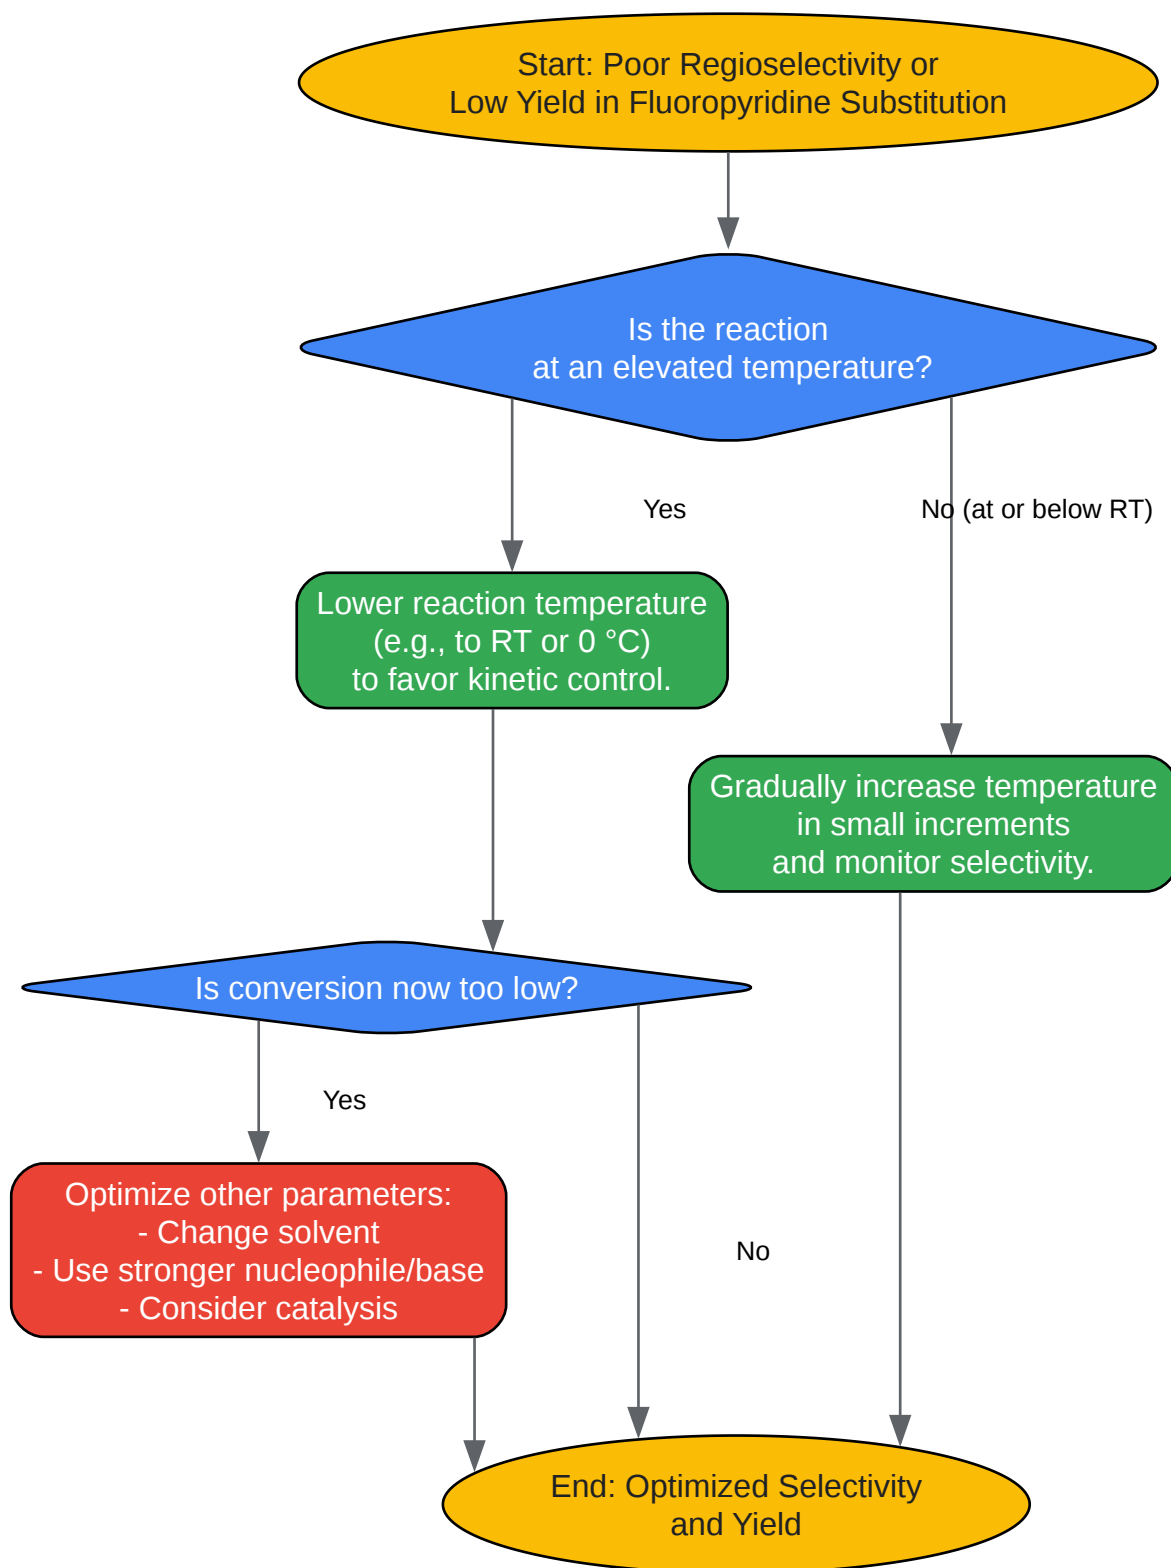 Start: Poor Regioselectivity or
Low Yield in Fluoropyridine Substitution
Is the reaction
at an elevated temperature?
Yes
No (at or below RT)
Lower reaction temperature
(e.g., to RT or 0 °C)
to favor kinetic control.
Gradually increase temperature
in small increments
and monitor selectivity.
Is conversion now too low?
Yes
Optimize other parameters:
- Change solvent
- Use stronger nucleophile/base
- Consider catalysis
No
End: Optimized Selectivity
and Yield